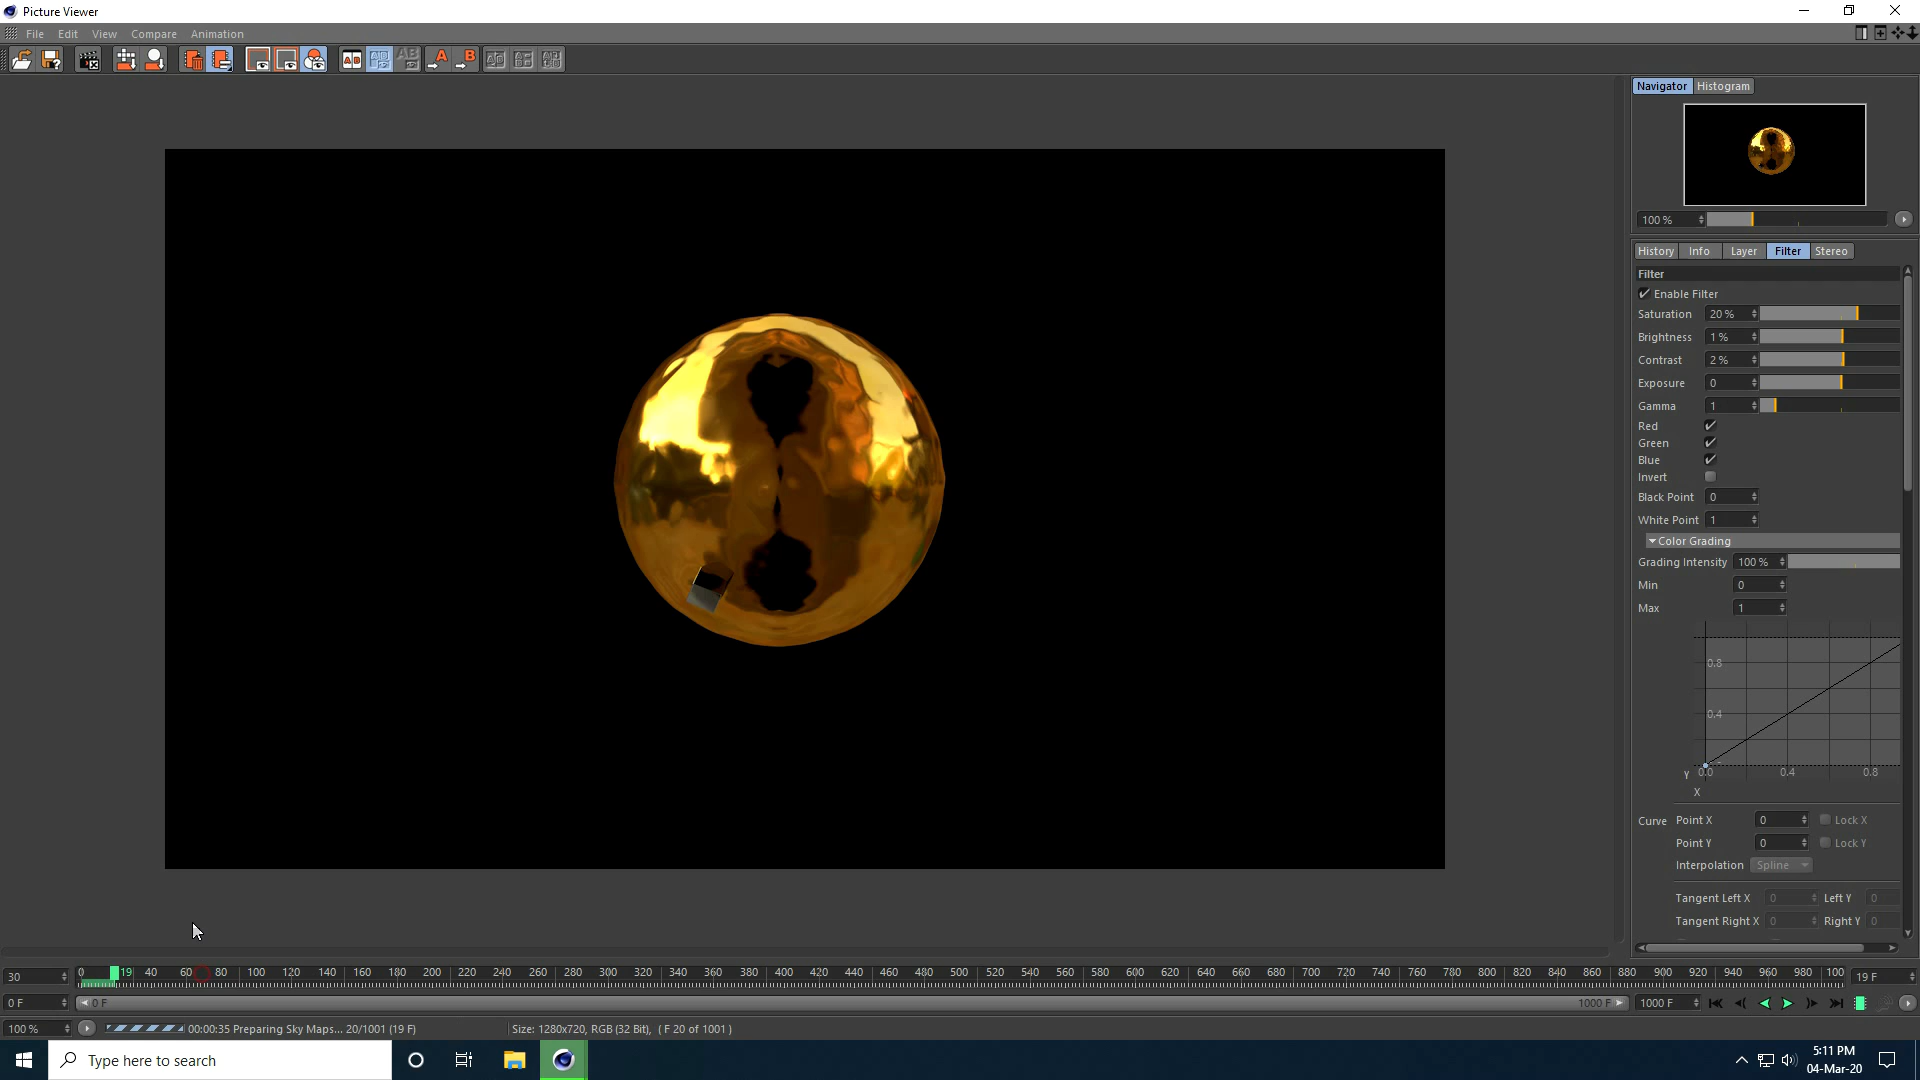 Picture Viewer
File Edit View Compare Animation
AB A B
Navigator Histogram
100 %
History Info Layer Filter Stereo
Filter
Enable Filter
Saturation 20 %
Brightness 1 %
Contrast 2 %
Exposure 0
Gamma 1
Red
Green
Blue
Invert
Black Point 0
White Point 1
Color Grading
Grading Intensity 100 %
Min 0
Max 1
0.8
0.4
Y 0.0 0.4 0.8
X
Curve Point X 0 Lock X
Point Y 0 Lock Y
Interpolation Spline
Tangent Left X 0 Left Y 0
Tangent Right X 0 Right Y 0
30 0 19 40 60 80 100 120 140 160 180 200 220 240 260 280 300 320 340 360 380 400 420 440 460 480 500 520 540 560 580 600 620 640 660 680 700 720 740 760 780 800 820 840 860 880 900 920 940 960 980 100 19 F
0 F 0 F 1000 F 1000 F
100 % 00:00:35 Preparing Sky Maps... 20/1001 (19 F) Size: 1280x720, RGB (32 Bit), ( F 20 of 1001 )
Type here to search
5:11 PM
04-Mar-20